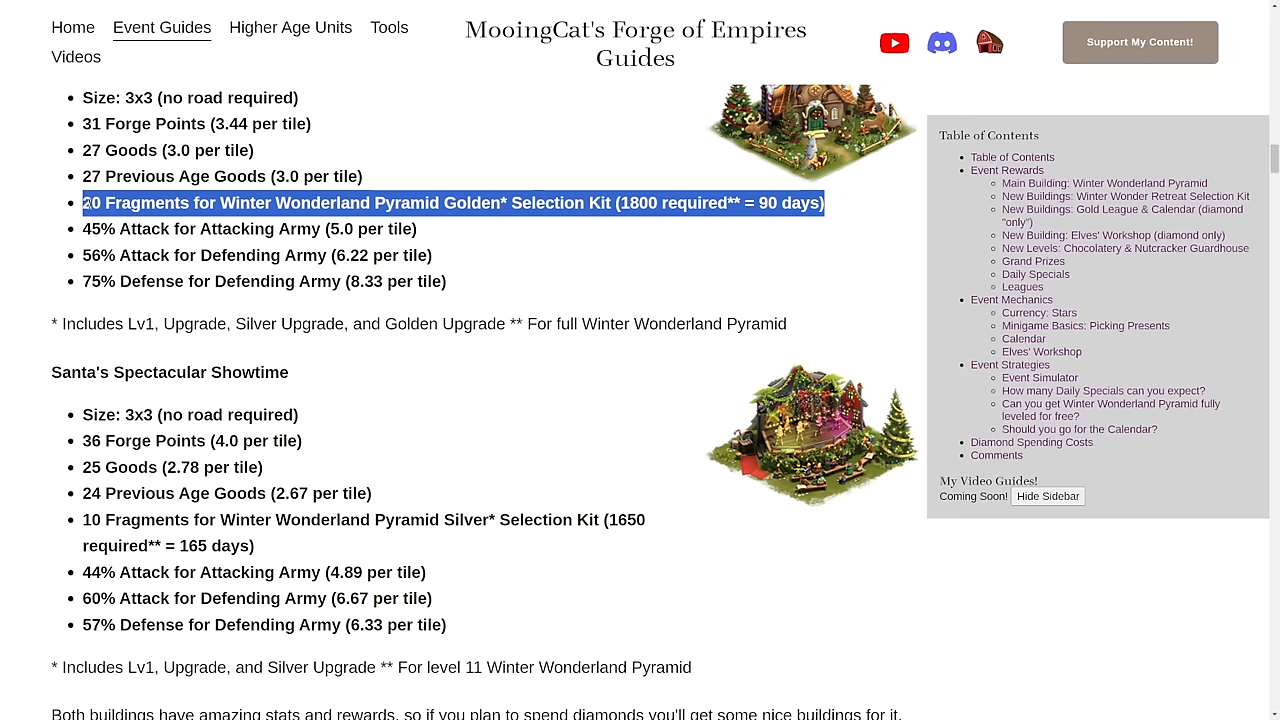 Home Event Guides Higher Age Units Tools
Videos
MooingCat's Forge of Empires
Guides
Support My Content!
Size: 3x3 (no road required)
31 Forge Points (3.44 per tile)
27 Goods (3.0 per tile)
27 Previous Age Goods (3.0 per tile)
20 Fragments for Winter Wonderland Pyramid Golden* Selection Kit (1800 required** = 90 days)
45% Attack for Attacking Army (5.0 per tile)
56% Attack for Defending Army (6.22 per tile)
75% Defense for Defending Army (8.33 per tile)
* Includes Lv1, Upgrade, Silver Upgrade, and Golden Upgrade ** For full Winter Wonderland Pyramid
Santa's Spectacular Showtime
Size: 3x3 (no road required)
36 Forge Points (4.0 per tile)
25 Goods (2.78 per tile)
24 Previous Age Goods (2.67 per tile)
10 Fragments for Winter Wonderland Pyramid Silver* Selection Kit (1650
required** = 165 days)
44% Attack for Attacking Army (4.89 per tile)
60% Attack for Defending Army (6.67 per tile)
57% Defense for Defending Army (6.33 per tile)
* Includes Lv1, Upgrade, and Silver Upgrade ** For level 11 Winter Wonderland Pyramid
Both buildings have amazing stats and rewards, so if you plan to spend diamonds you'll get some nice buildings for it.
Table of Contents
Table of Contents
Event Rewards
Main Building: Winter Wonderland Pyramid
New Buildings: Winter Wonder Retreat Selection Kit
New Buildings: Gold League & Calendar (diamond
"only")
New Building: Elves' Workshop (diamond only)
New Levels: Chocolatery & Nutcracker Guardhouse
Grand Prizes
Daily Specials
Leagues
Event Mechanics
Currency: Stars
Minigame Basics: Picking Presents
Calendar
Elves' Workshop
Event Strategies
Event Simulator
How many Daily Specials can you expect?
Can you get Winter Wonderland Pyramid fully
leveled for free?
Should you go for the Calendar?
Diamond Spending Costs
Comments
My Video Guides!
Coming Soon! Hide Sidebar